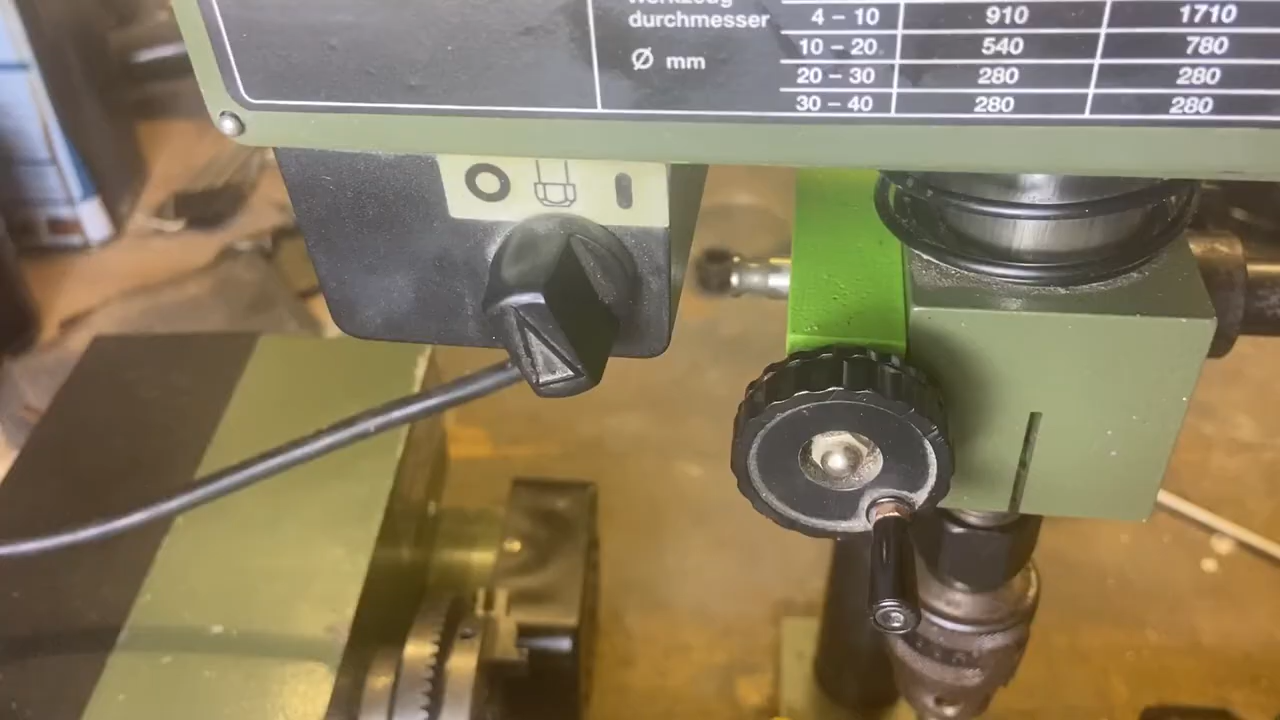 durchmesser
Ø mm
4 – 10 910 1710
10 – 20 540 780
20 – 30 280 280
30 – 40 280 280